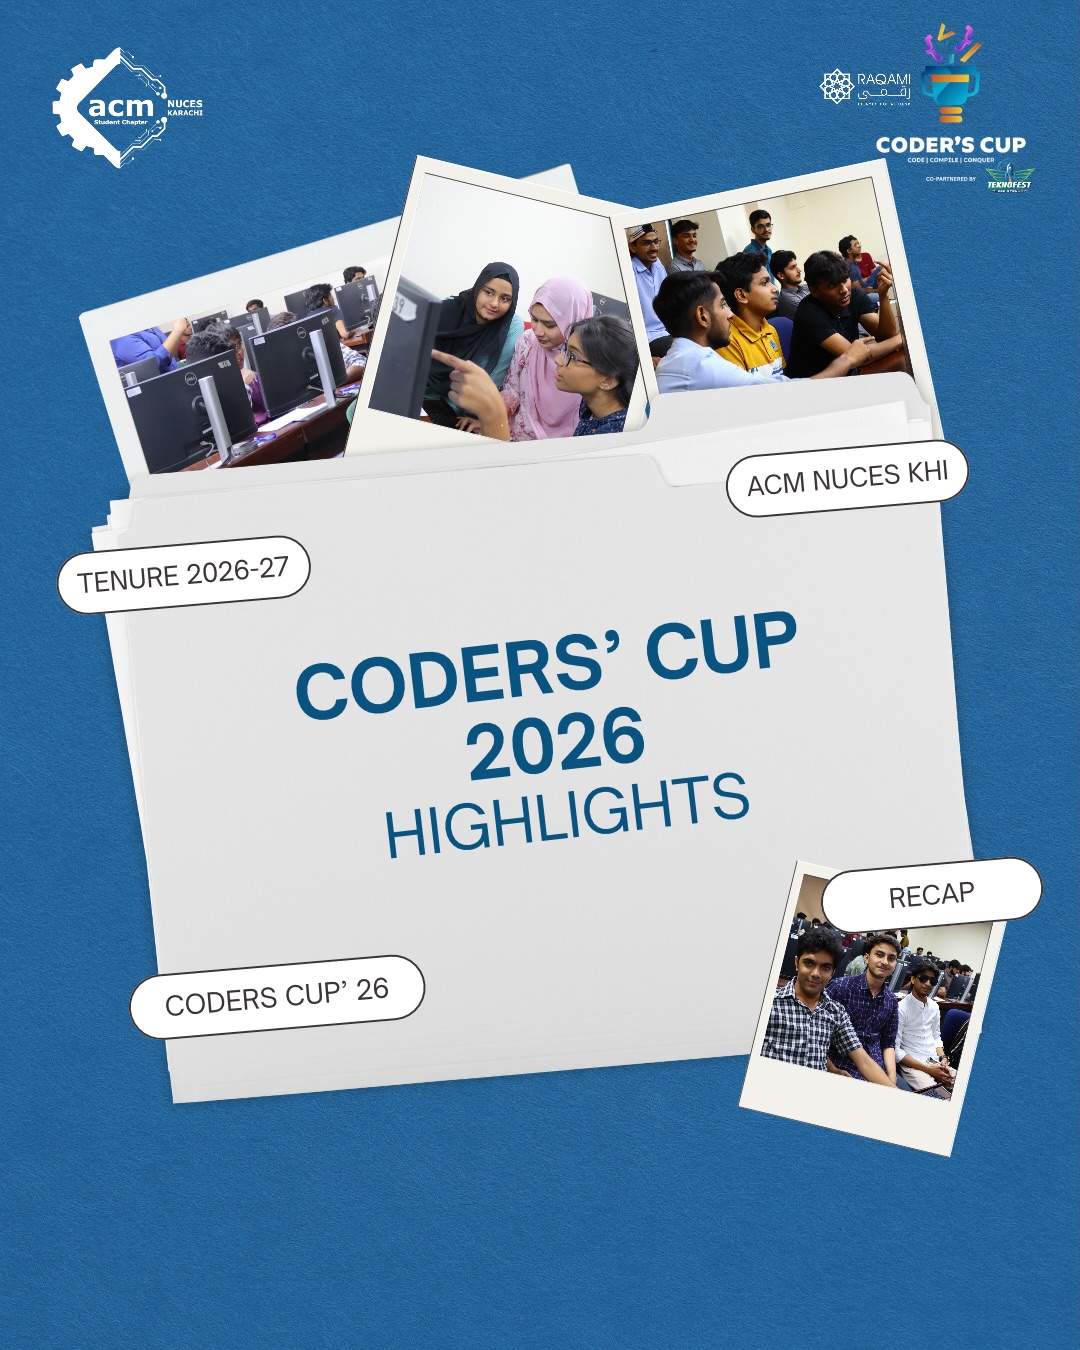 acm
Student Chapter
NUCES
KARACHI
RAQAMI
رقمی
CODER'S CUP
CODE | COMPILE | CONQUER
CO-PARTNERED BY
TEKNOFEST
ACM NUCES KHI
TENURE 2026-27
CODERS’ CUP
2026
HIGHLIGHTS
RECAP
CODERS CUP’ 26